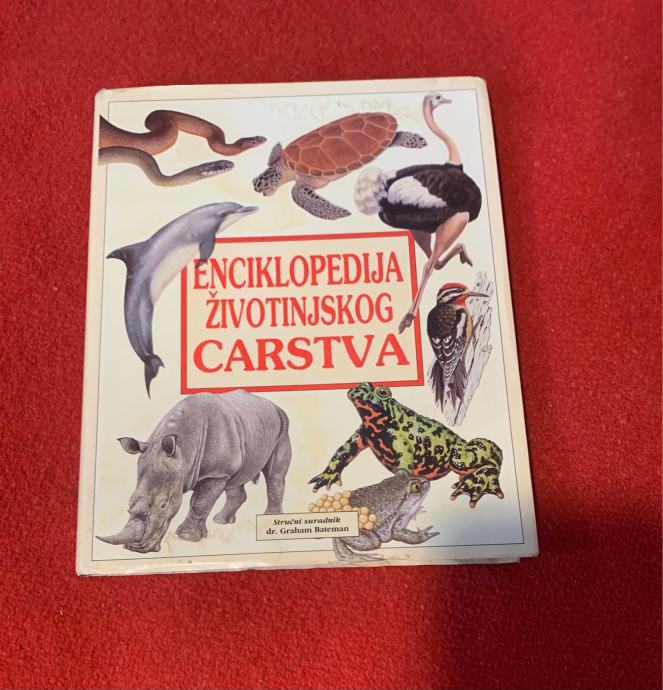 ENCIKLOPEDIJA
ŽIVOTINJSKOG
CARSTVA
Stručni suradnik
dr. Graham Bateman